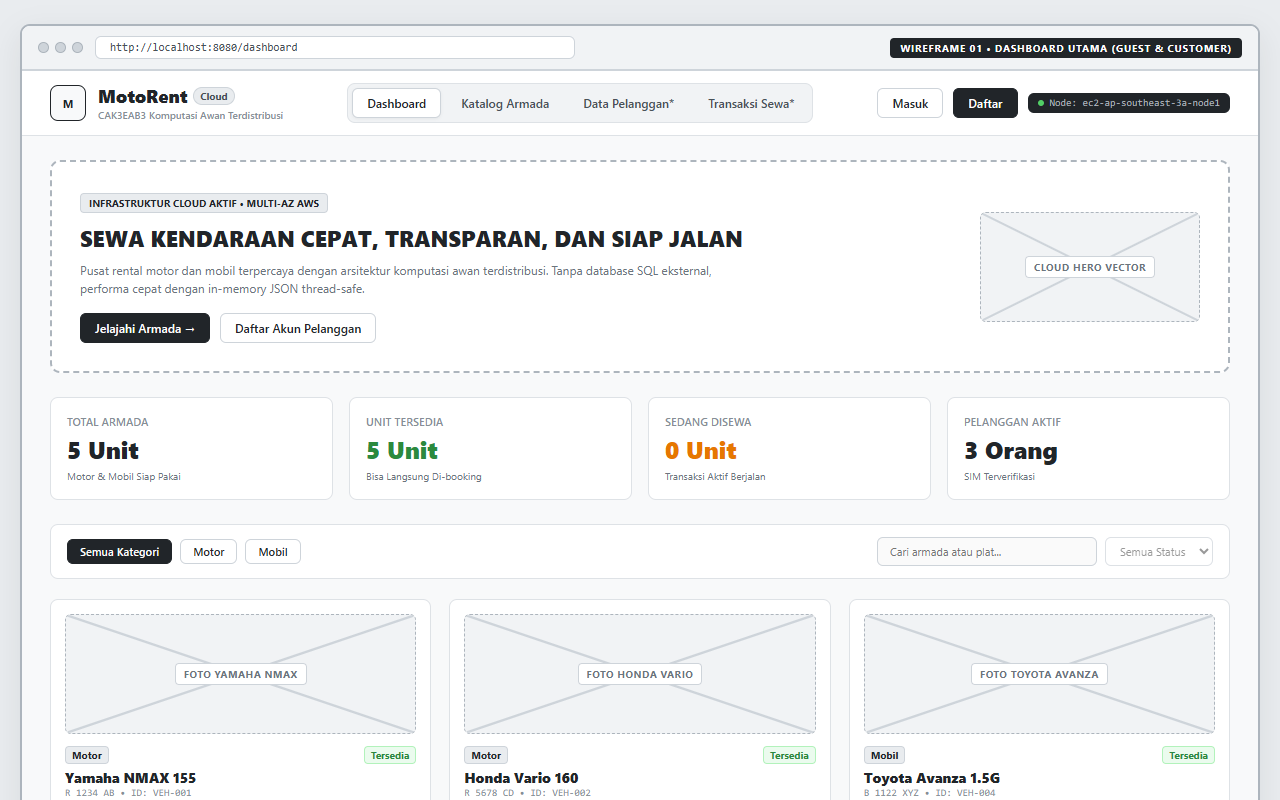 http://localhost:8080/dashboard
WIREFRAME 01 • DASHBOARD UTAMA (GUEST & CUSTOMER)
M
MotoRent Cloud
CAK3EAB3 Komputasi Awan Terdistribusi
Dashboard
Katalog Armada
Data Pelanggan*
Transaksi Sewa*
Masuk
Daftar
Node: ec2-ap-southeast-3a-node1
INFRASTRUKTUR CLOUD AKTIF • MULTI-AZ AWS
SEWA KENDARAAN CEPAT, TRANSPARAN, DAN SIAP JALAN
Pusat rental motor dan mobil terpercaya dengan arsitektur komputasi awan terdistribusi. Tanpa database SQL eksternal,
performa cepat dengan in-memory JSON thread-safe.
Jelajahi Armada →
Daftar Akun Pelanggan
CLOUD HERO VECTOR
TOTAL ARMADA
5 Unit
Motor & Mobil Siap Pakai
UNIT TERSEDIA
5 Unit
Bisa Langsung Di-booking
SEDANG DISEWA
0 Unit
Transaksi Aktif Berjalan
PELANGGAN AKTIF
3 Orang
SIM Terverifikasi
Semua Kategori
Motor
Mobil
Cari armada atau plat...
Semua Status
FOTO YAMAHA NMAX
Motor
Tersedia
Yamaha NMAX 155
R 1234 AB • ID: VEH-001
FOTO HONDA VARIO
Motor
Tersedia
Honda Vario 160
R 5678 CD • ID: VEH-002
FOTO TOYOTA AVANZA
Mobil
Tersedia
Toyota Avanza 1.5G
B 1122 XYZ • ID: VEH-004